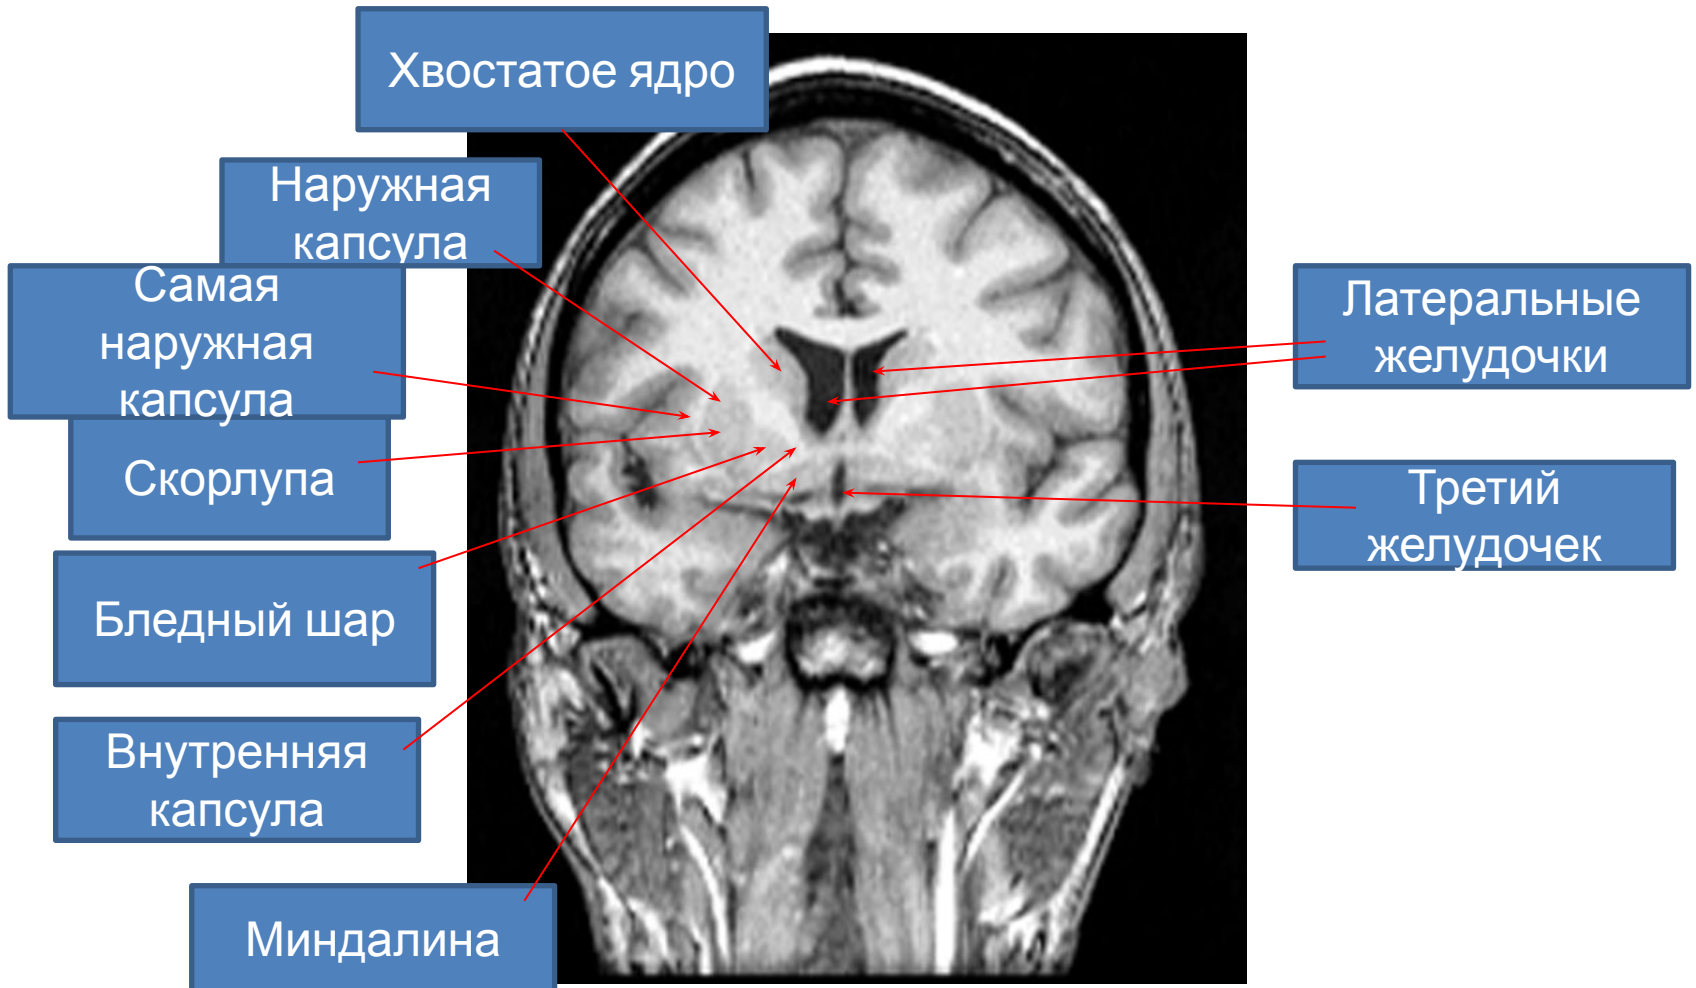 Хвостатое ядро
Наружная
капсула
Самая
наружная
капсула
Скорлупа
Бледный шар
Внутренняя
капсула
Миндалина
Латеральные
желудочки
Третий
желудочек